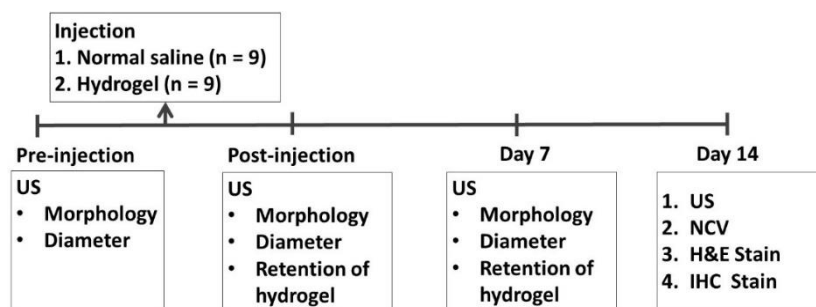 Injection
1. Normal saline (n = 9)
2. Hydrogel (n = 9)
Pre-injection
Post-injection
Day 7
Day 14
US
• Morphology
• Diameter
US
• Morphology
• Diameter
• Retention of
hydrogel
US
• Morphology
• Diameter
• Retention of
hydrogel
1. US
2. NCV
3. H&E Stain
4. IHC Stain